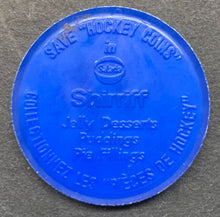 SAVE "HOCKEY COINS"
in
Shirriff
Jelly Desserts
Puddings
Pie Fillings
COLLECTIONNEZ LES "PIÈCES DE HOCKEY"